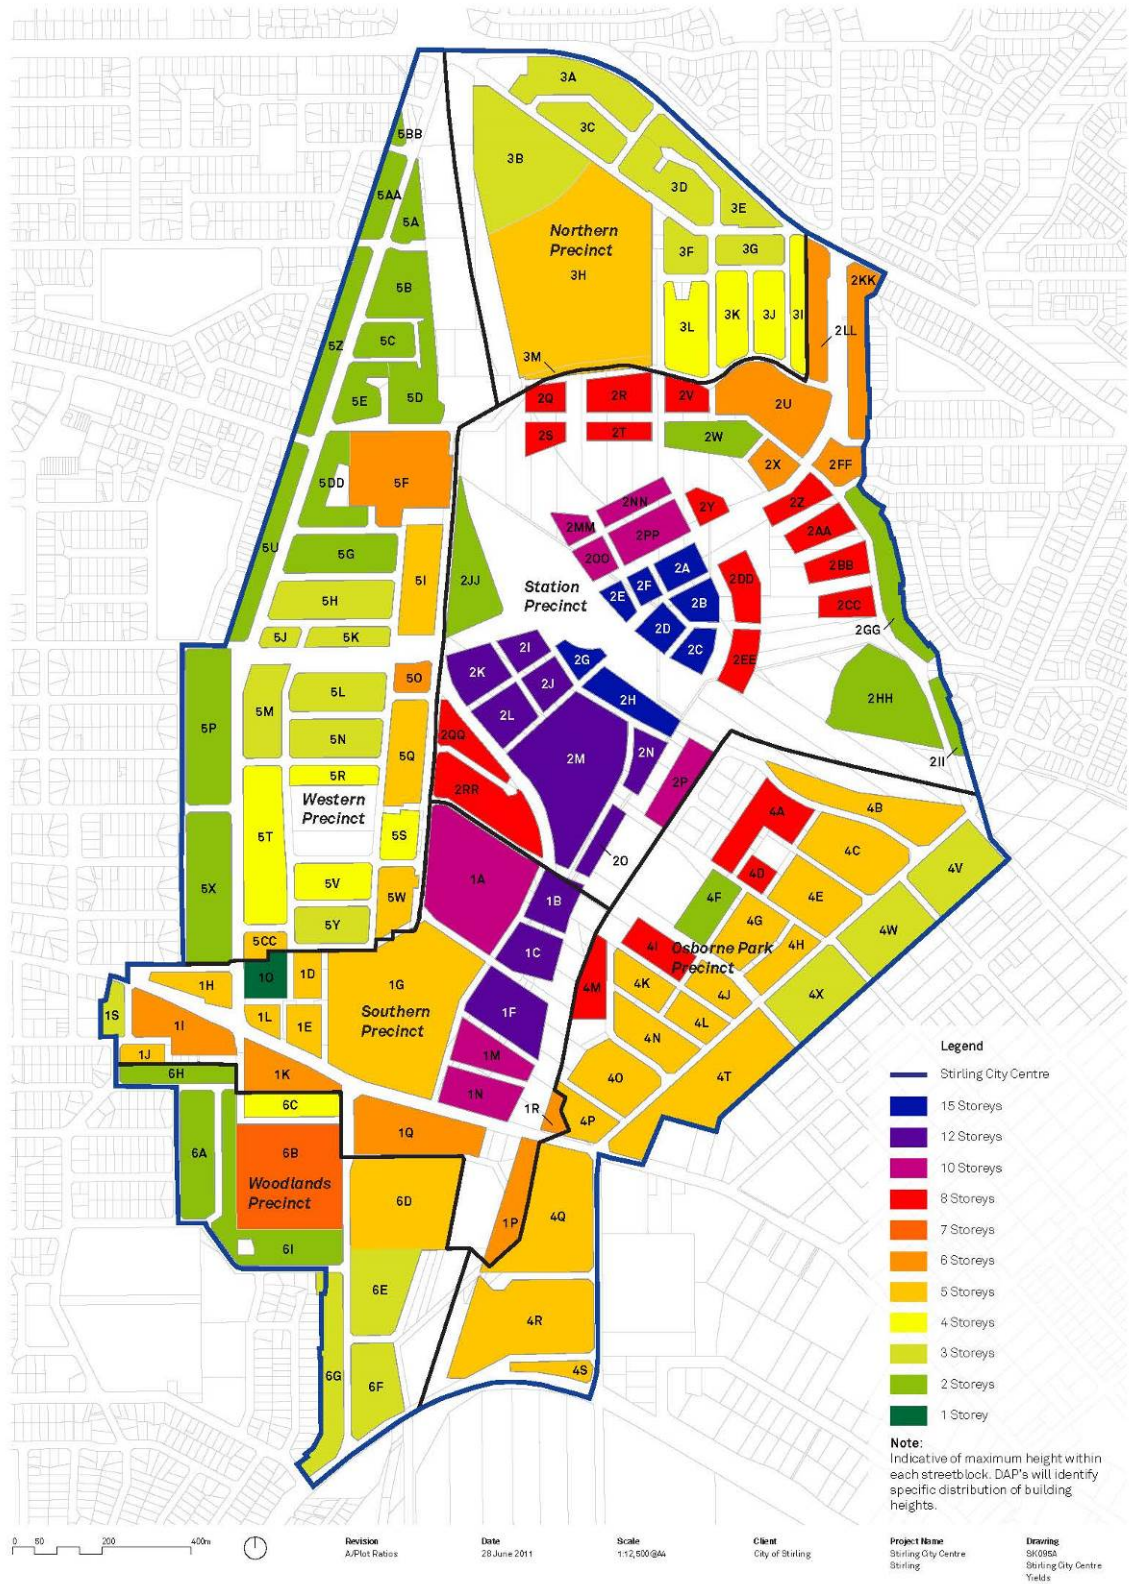 3A
5BB
3C
3B
5AA
3D
5A
3E
Northern
Precinct
3F
3G
3H
5B
2KK
3L
3K
3J
3I
2LL
5Z
5C
3M
5E
5D
2Q
2R
2V
2U
2S
2T
2W
2X
2FF
5DD
5F
2NN
2Y
2Z
2MM
2PP
2AA
5U
5G
2OO
2BB
5I
2JJ
2A
2DD
Station
Precinct
2F
2E
2B
2CC
5H
2D
2GG
5J
5K
2I
2C
2G
2EE
2K
5O
2J
5L
2H
2HH
5M
2L
5P
5N
2QQ
5Q
2M
2N
2II
5R
2P
2RR
Western
Precinct
4A
4B
5T
5S
4C
2O
4V
4D
5V
1A
5X
5W
1B
4F
4E
5Y
4G
4W
5CC
4I
4H
Osborne Park
Precinct
1C
1O
1D
1H
1G
4M
4K
4J
4X
1S
1I
1L
1E
Southern
Precinct
1F
4L
4N
1J
1M
6H
1K
4O
4T
6C
1N
1R
4P
1Q
6A
6B
Woodlands
Precinct
6D
1P
4Q
6I
6E
4R
6G
6F
4S
Legend
Stirling City Centre
15 Storeys
12 Storeys
10 Storeys
8 Storeys
7 Storeys
6 Storeys
5 Storeys
4 Storeys
3 Storeys
2 Storeys
1 Storey
Note:
Indicative of maximum height within
each streetblock. DAP's will identify
specific distribution of building
heights.
0 50 200 400m
Revision
A/Plot Ratios
Date
28 June 2011
Scale
1:12,500@A4
Client
City of Stirling
Project Name
Stirling City Centre
Stirling
Drawing
SK095A
Stirling City Centre
Yields